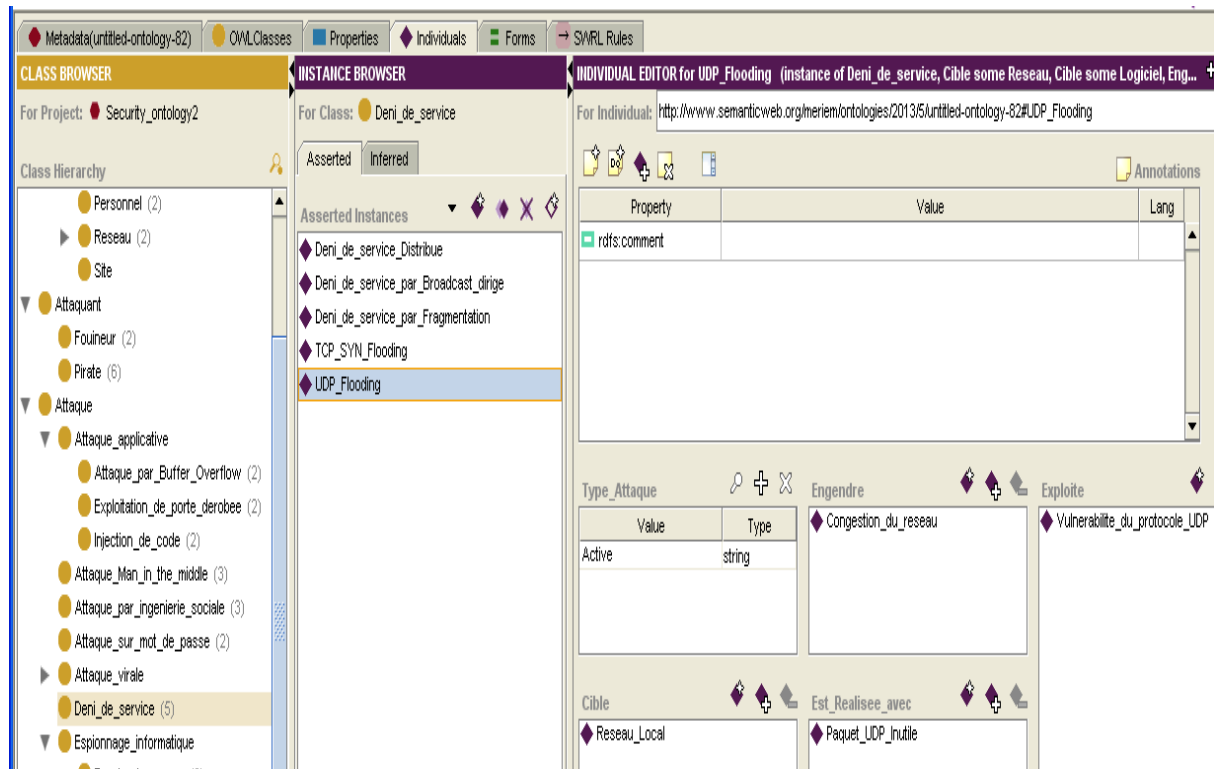 Metadata(untitled-ontology-82)
OWLClasses
Properties
Individuals
Forms
SWRL Rules
CLASS BROWSER
For Project: Security_ontology2
Class Hierarchy
Personnel (2)
Reseau (2)
Site
Attaquant
Fouineur (2)
Pirate (6)
Attaque
Attaque_applicative
Attaque_par_Buffer_Overflow (2)
Exploitation_de_porte_derobee (2)
Injection_de_code (2)
Attaque_Man_in_the_middle (3)
Attaque_par_ingenierie_sociale (3)
Attaque_sur_mot_de_passe (2)
Attaque_virale
Deni_de_service (5)
Espionnage_informatique
INSTANCE BROWSER
For Class: Deni_de_service
Asserted
Inferred
Asserted Instances
Deni_de_service_Distribue
Deni_de_service_par_Broadcast_dirige
Deni_de_service_par_Fragmentation
TCP_SYN_Flooding
UDP_Flooding
INDIVIDUAL EDITOR for UDP_Flooding (instance of Deni_de_service, Cible some Reseau, Cible some Logiciel, Eng...
For Individual: http://www.semanticweb.org/meriem/ontologies/2013/5/untitled-ontology-82#UDP_Flooding
Annotations
Property Value Lang
rdfs:comment
Type_Attaque
Value Type
Active string
Engendre
Congestion_du_reseau
Exploite
Vulnerabilite_du_protocole_UDP
Cible
Reseau_Local
Est_Realisee_avec
Paquet_UDP_Inutile